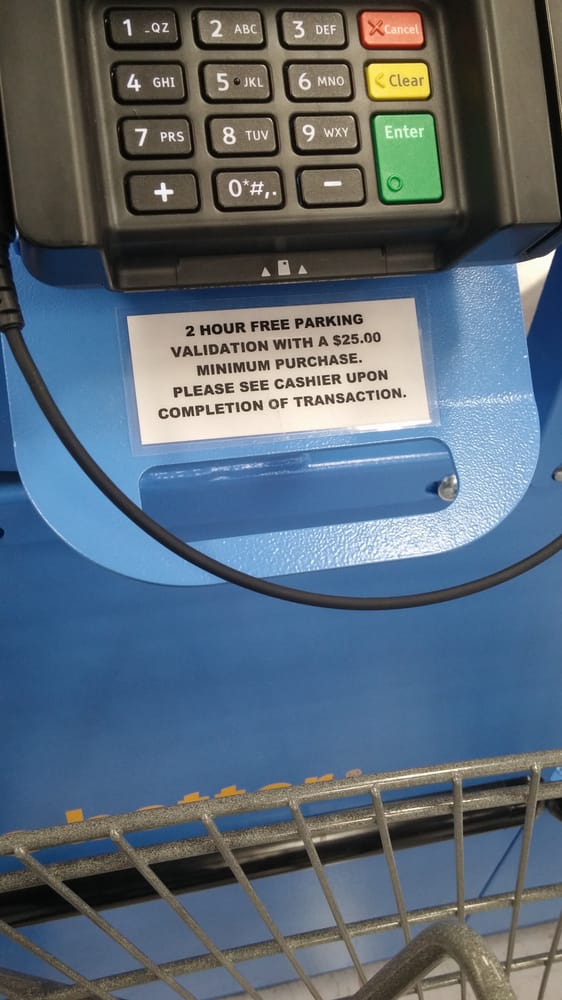 1 -QZ 2 ABC 3 DEF Cancel
4 GHI 5 JKL 6 MNO Clear
7 PRS 8 TUV 9 WXY Enter
+ 0*#,. -
2 HOUR FREE PARKING
VALIDATION WITH A $25.00
MINIMUM PURCHASE.
PLEASE SEE CASHIER UPON
COMPLETION OF TRANSACTION.
better.®